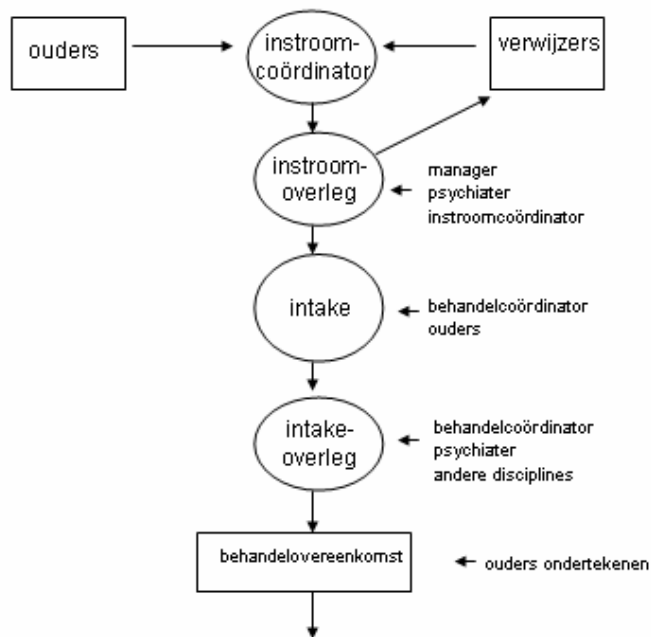 ouders
instroom-
coördinator
verwijzers
instroom-
overleg
manager
psychiater
instroomcoördinator
intake
behandelcoördinator
ouders
intake-
overleg
behandelcoördinator
psychiater
andere disciplines
behandelovereenkomst
ouders ondertekenen